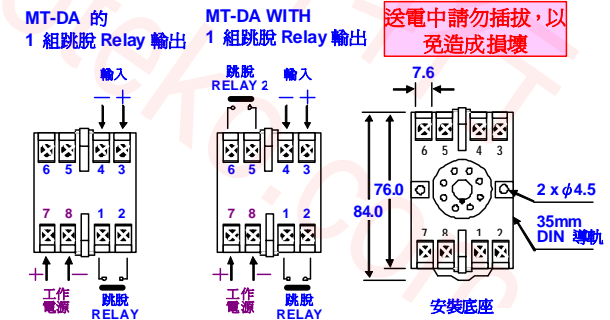 MT-DA 的
1 組跳脫 Relay 輸出
MT-DA WITH
1 組跳脫 Relay 輸出
送電中請勿插拔，以
免造成損壞
輸入
－ ＋
6 5 4 3
7 8 1 2
＋ －
工作
電源
跳脫
RELAY
跳脫
RELAY 2
輸入
－ ＋
6 5 4 3
7 8 1 2
＋ －
工作
電源
跳脫
RELAY
7.6
6 5 4 3
76.0
84.0
2 x ϕ4.5
35mm
DIN 導軌
7 8 1 2
安裝底座